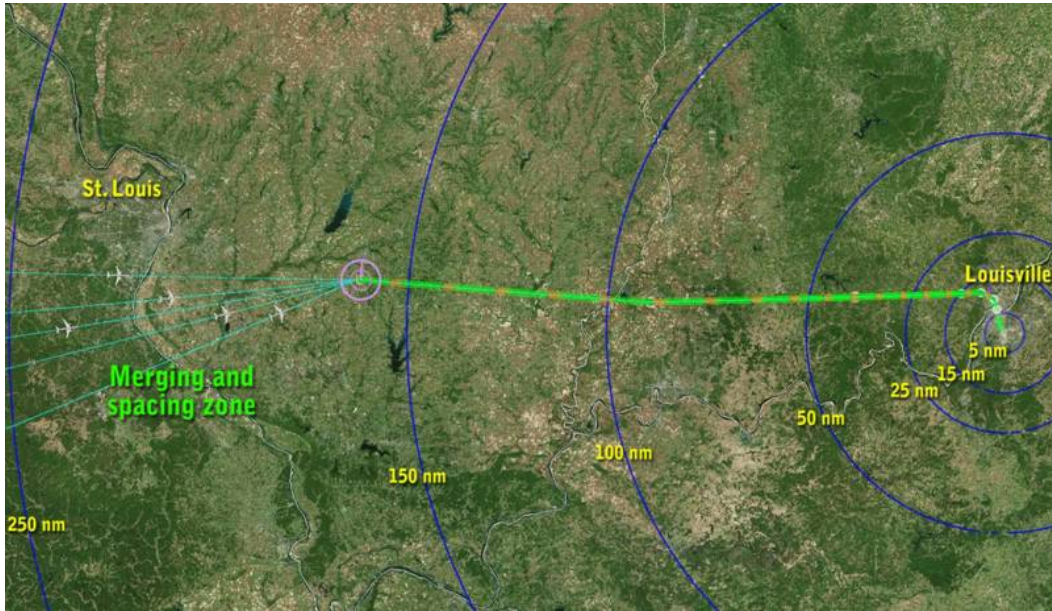 St. Louis
Louisville
Merging and
spacing zone
5 nm
15 nm
25 nm
50 nm
100 nm
150 nm
250 nm